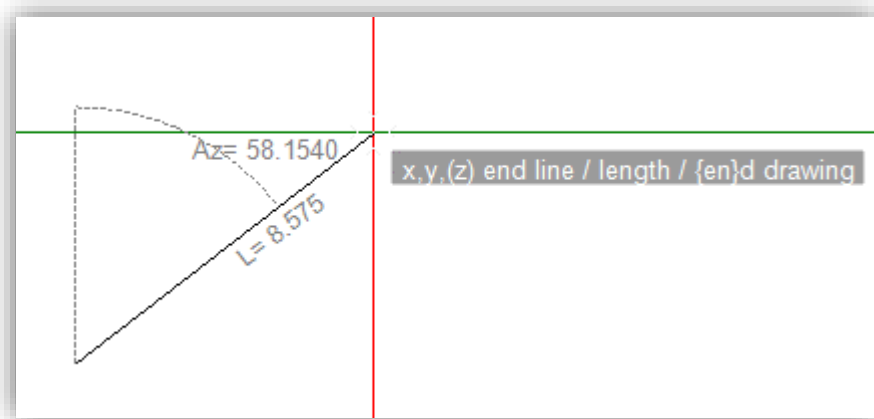 Az= 58.1540
x,y,(z) end line / length / {en}d drawing
L= 8.575